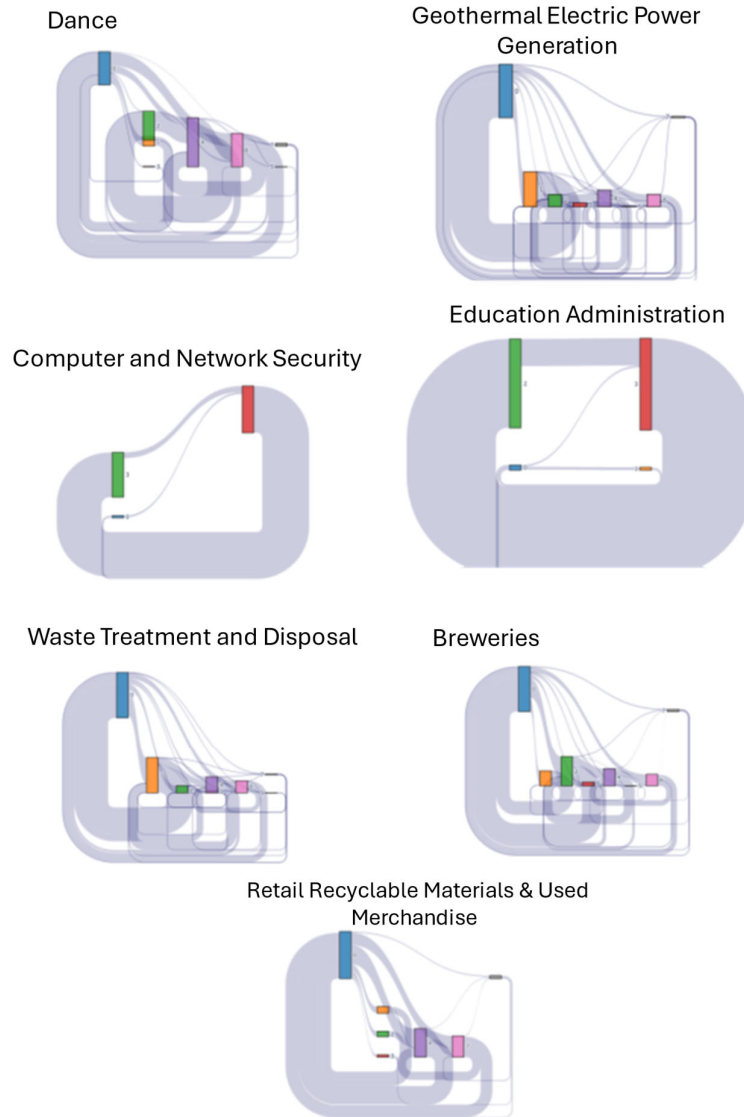 Dance
Geothermal Electric Power
Generation
Computer and Network Security
Education Administration
Waste Treatment and Disposal
Breweries
Retail Recyclable Materials & Used
Merchandise